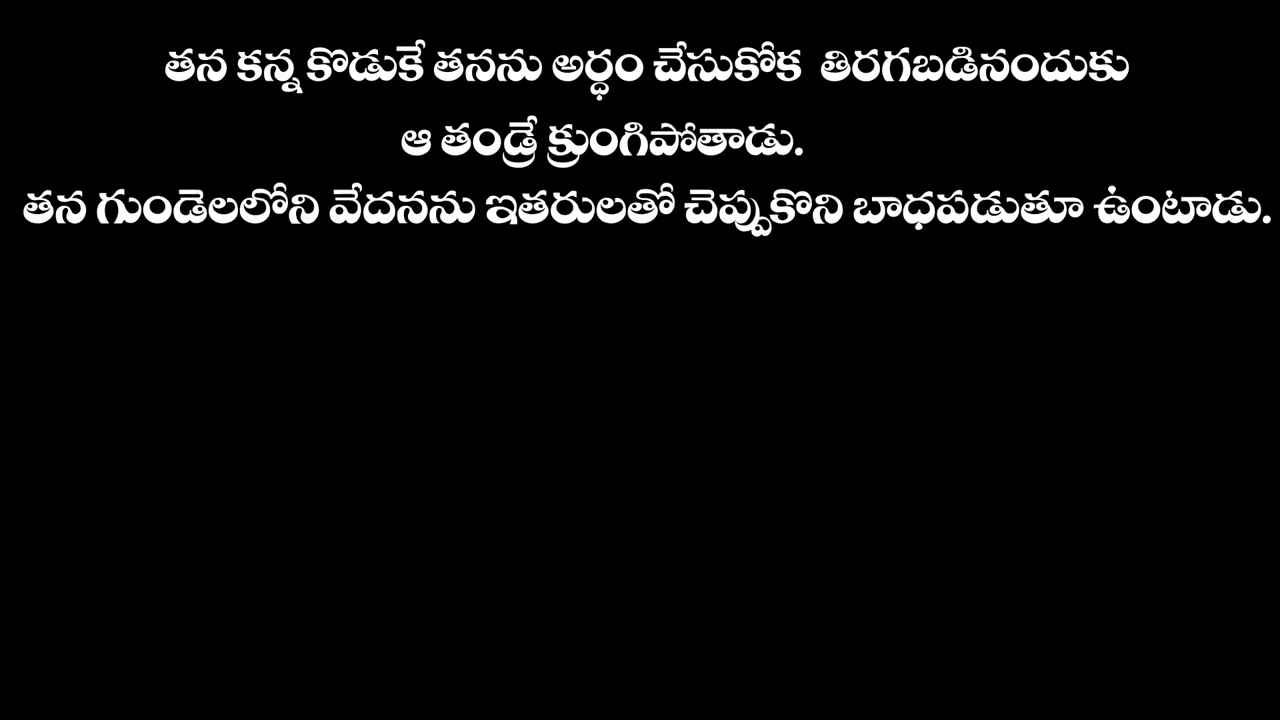 తన కన్న కొడుకే తనను అర్ధం చేసుకోక తిరగబడినందుకు
ఆ తండ్రే క్రుంగిపోతాడు.
తన గుండెలలోని వేదనను ఇతరులతో చెప్పుకొని బాధపడుతూ ఉంటాడు.